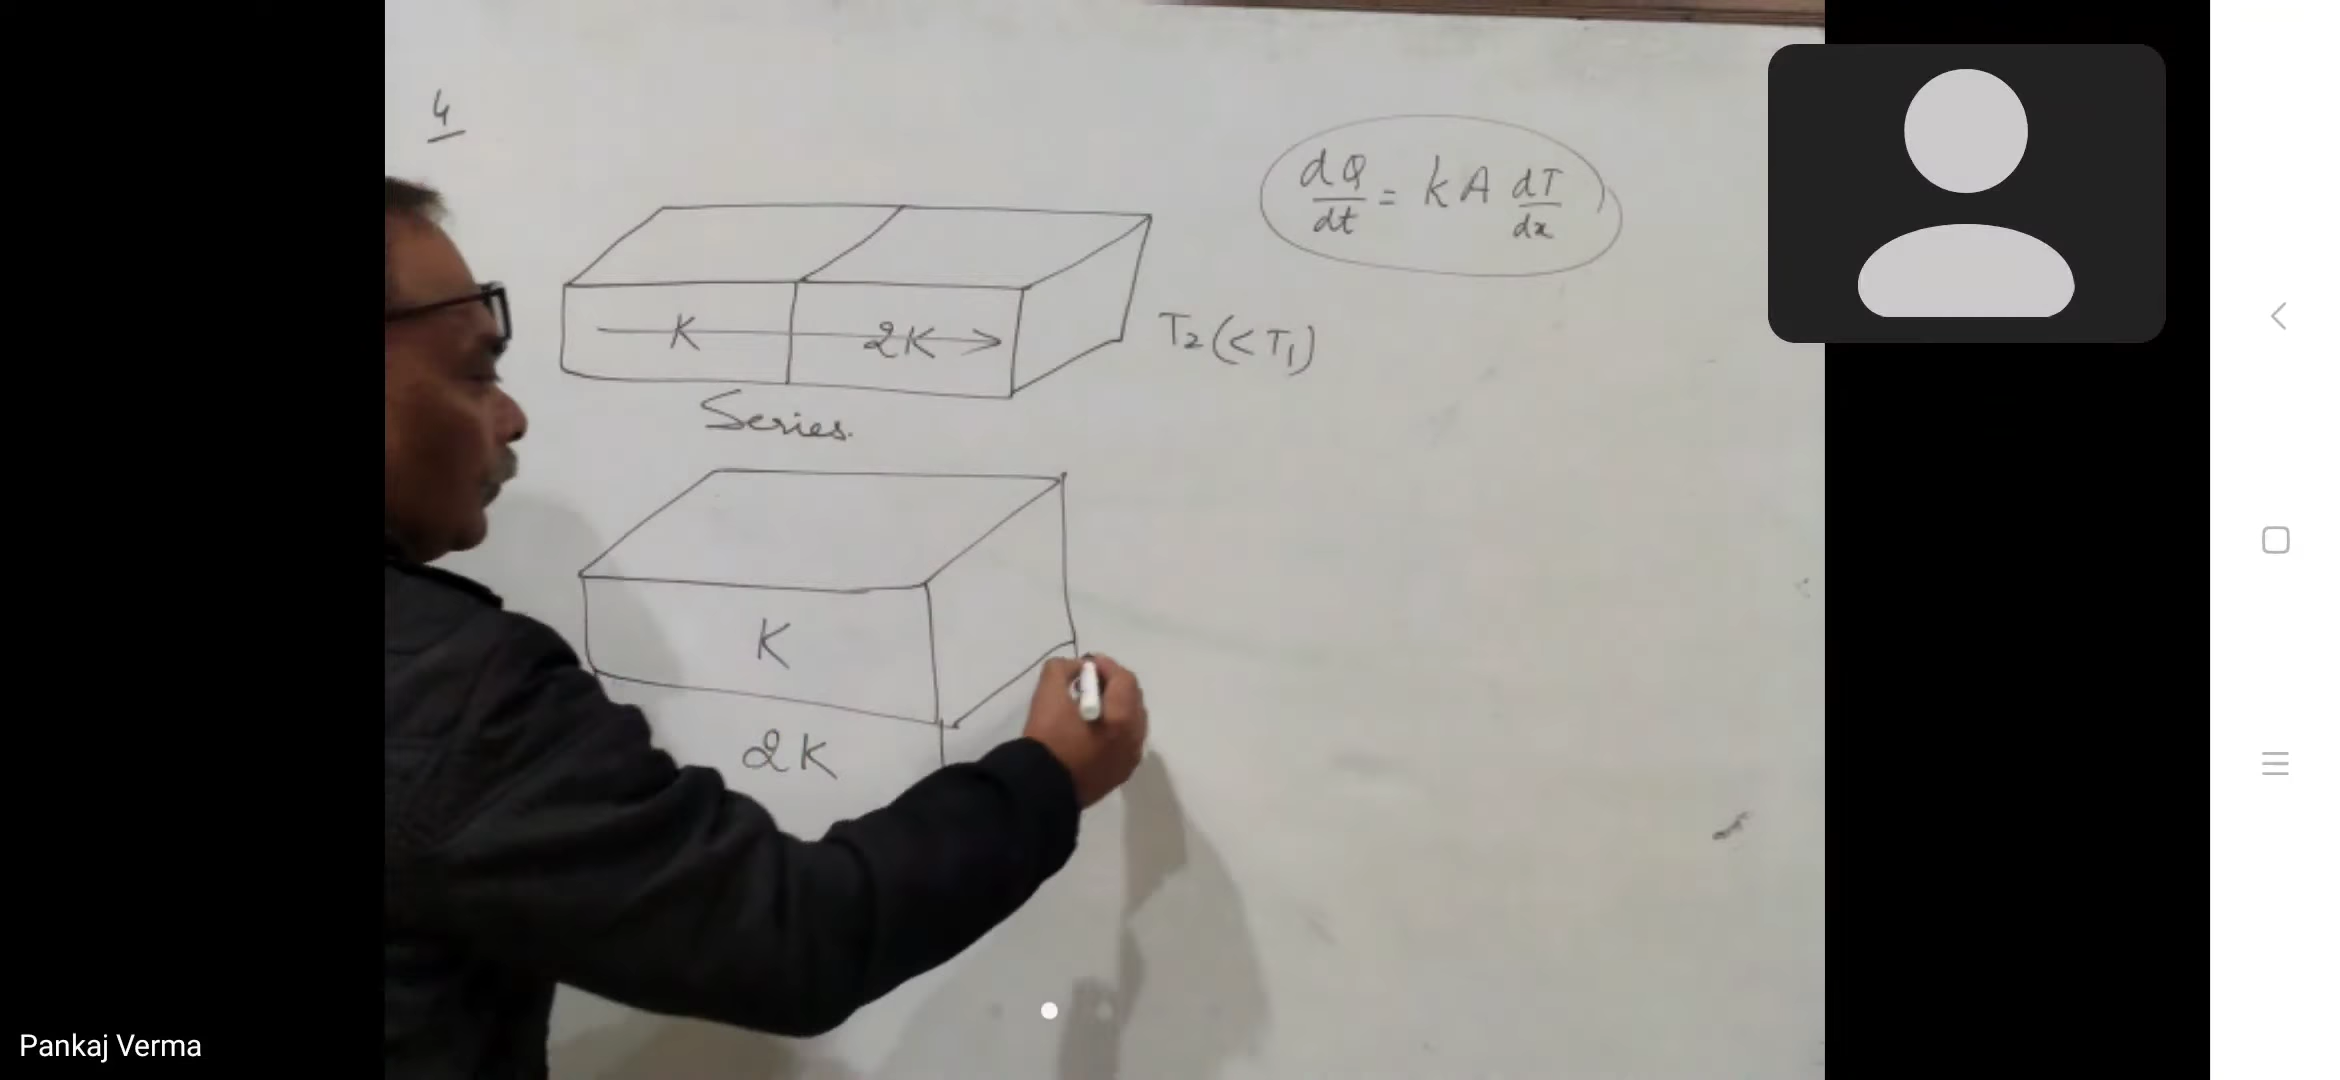 4
dQ/dt = kA dT/dx
K
2K
T₂(<T₁)
Series.
K
2K
Pankaj Verma